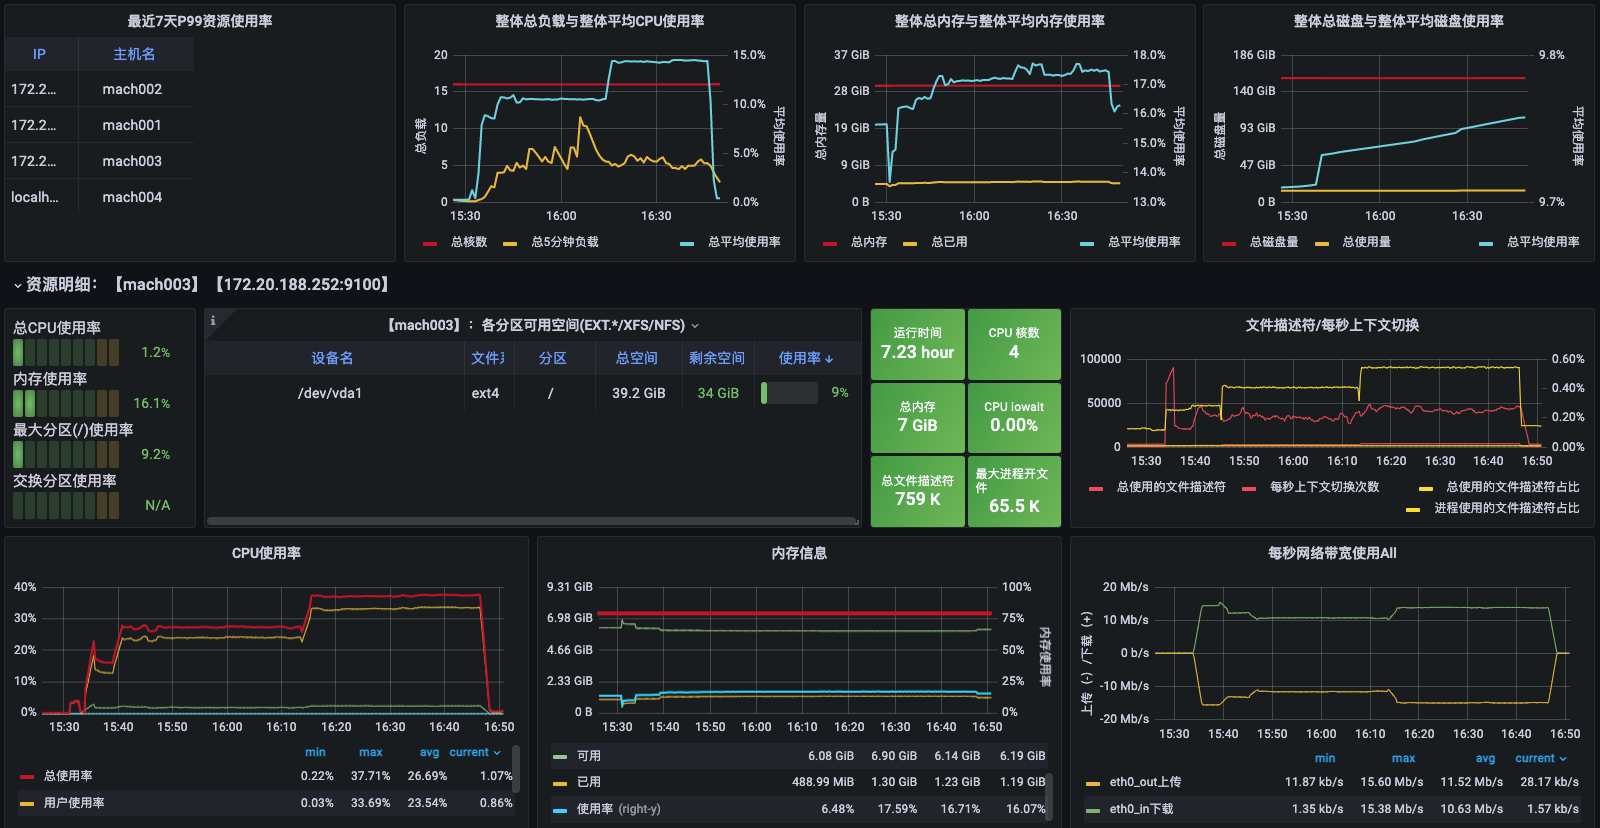 最近7天P99资源使用率
IP 主机名
172.2... mach002
172.2... mach001
172.2... mach003
localh... mach004
整体总负载与整体平均CPU使用率
20 15.0%
15 10.0%
10
5 5.0%
0 0.0%
总负载
平均使用率
15:30 16:00 16:30
总核数 总5分钟负载 总平均使用率
整体总内存与整体平均内存使用率
37 GiB 18.0%
28 GiB 17.0%
16.0%
19 GiB 15.0%
9 GiB 14.0%
0 B 13.0%
总内存量
平均使用率
15:30 16:00 16:30
总内存 总已用 总平均使用率
整体总磁盘与整体平均磁盘使用率
186 GiB 9.8%
140 GiB
93 GiB
47 GiB
0 B 9.7%
总磁盘量
平均使用率
15:30 16:00 16:30
总磁盘量 总使用量 总平均使用率
资源明细：【mach003】【172.20.188.252:9100】
总CPU使用率
1.2%
内存使用率
16.1%
最大分区(/)使用率
9.2%
交换分区使用率
N/A
【mach003】：各分区可用空间(EXT.*/XFS/NFS)
设备名 文件系 分区 总空间 剩余空间 使用率
/dev/vda1 ext4 / 39.2 GiB 34 GiB 9%
运行时间
7.23 hour
CPU 核数
4
总内存
7 GiB
CPU iowait
0.00%
总文件描述符
759 K
最大进程开文
件
65.5 K
文件描述符/每秒上下文切换
100000 0.60%
0.40%
50000
0.20%
0 0.00%
15:30 15:40 15:50 16:00 16:10 16:20 16:30 16:40 16:50
总使用的文件描述符 每秒上下文切换次数 总使用的文件描述符占比
进程使用的文件描述符占比
CPU使用率
40%
30%
20%
10%
0%
15:30 15:40 15:50 16:00 16:10 16:20 16:30 16:40 16:50
min max avg current
总使用率 0.22% 37.71% 26.69% 1.07%
用户使用率 0.03% 33.69% 23.54% 0.86%
内存信息
9.31 GiB 100%
6.98 GiB 75%
4.66 GiB 50%
2.33 GiB 25%
0 B 0%
内存使用率
15:30 15:40 15:50 16:00 16:10 16:20 16:30 16:40 16:50
可用 6.08 GiB 6.90 GiB 6.14 GiB 6.19 GiB
已用 488.99 MiB 1.30 GiB 1.23 GiB 1.19 GiB
使用率 (right-y) 6.48% 17.59% 16.71% 16.07%
每秒网络带宽使用All
20 Mb/s
10 Mb/s
0 b/s
-10 Mb/s
-20 Mb/s
上传 (-) /下载 (+)
15:30 15:40 15:50 16:00 16:10 16:20 16:30 16:40 16:50
min max avg current
eth0_out上传 11.87 kb/s 15.60 Mb/s 11.52 Mb/s 28.17 kb/s
eth0_in下载 1.35 kb/s 15.38 Mb/s 10.63 Mb/s 1.57 kb/s